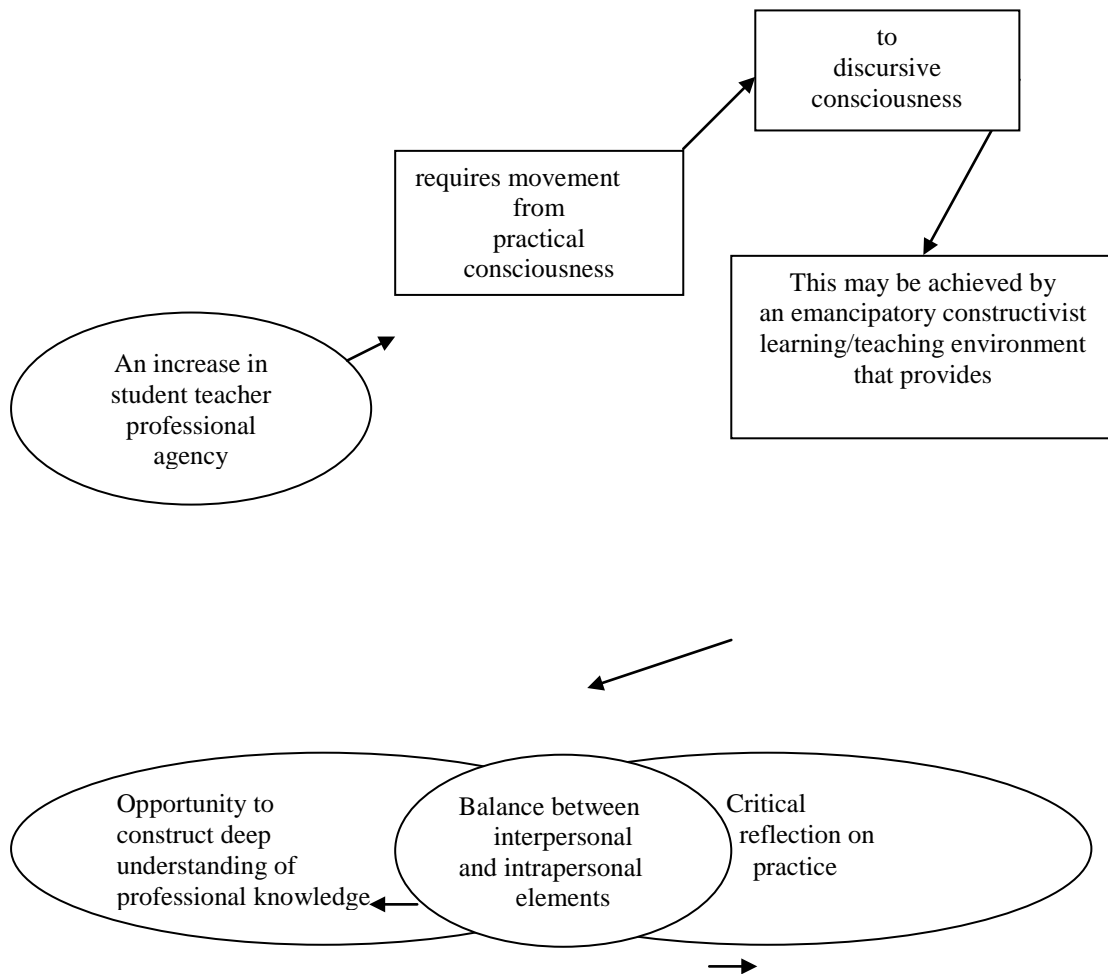 An increase in
student teacher
professional
agency
requires movement
from
practical
consciousness
to
discursive
consciousness
This may be achieved by
an emancipatory constructivist
learning/teaching environment
that provides
Opportunity to
construct deep
understanding of
professional knowledge
Balance between
interpersonal
and intrapersonal
elements
Critical
reflection on
practice